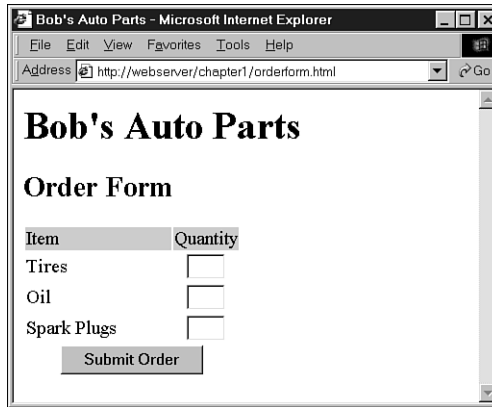 Bob's Auto Parts - Microsoft Internet Explorer
File Edit View Favorites Tools Help
Address http://webserver/chapter1/orderform.html Go
Bob's Auto Parts
Order Form
Item Quantity
Tires
Oil
Spark Plugs
Submit Order